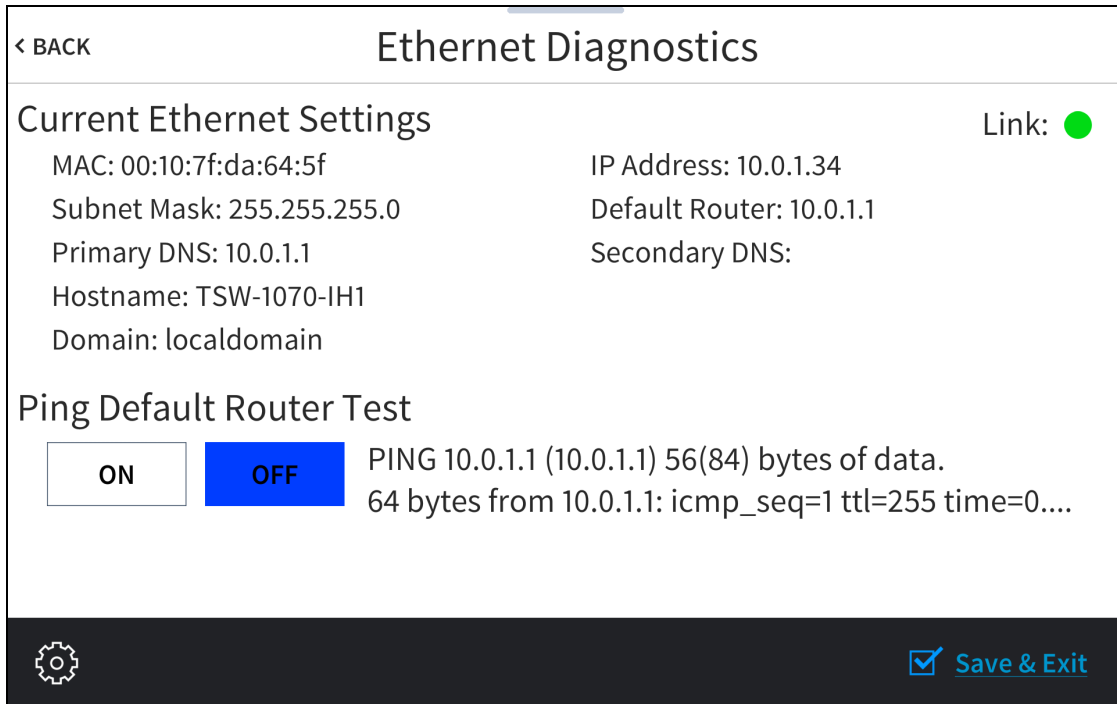 < BACK
Ethernet Diagnostics
Current Ethernet Settings
Link:
MAC: 00:10:7f:da:64:5f
IP Address: 10.0.1.34
Subnet Mask: 255.255.255.0
Default Router: 10.0.1.1
Primary DNS: 10.0.1.1
Secondary DNS:
Hostname: TSW-1070-IH1
Domain: localdomain
Ping Default Router Test
ON
OFF
PING 10.0.1.1 (10.0.1.1) 56(84) bytes of data.
64 bytes from 10.0.1.1: icmp_seq=1 ttl=255 time=0....
Save & Exit